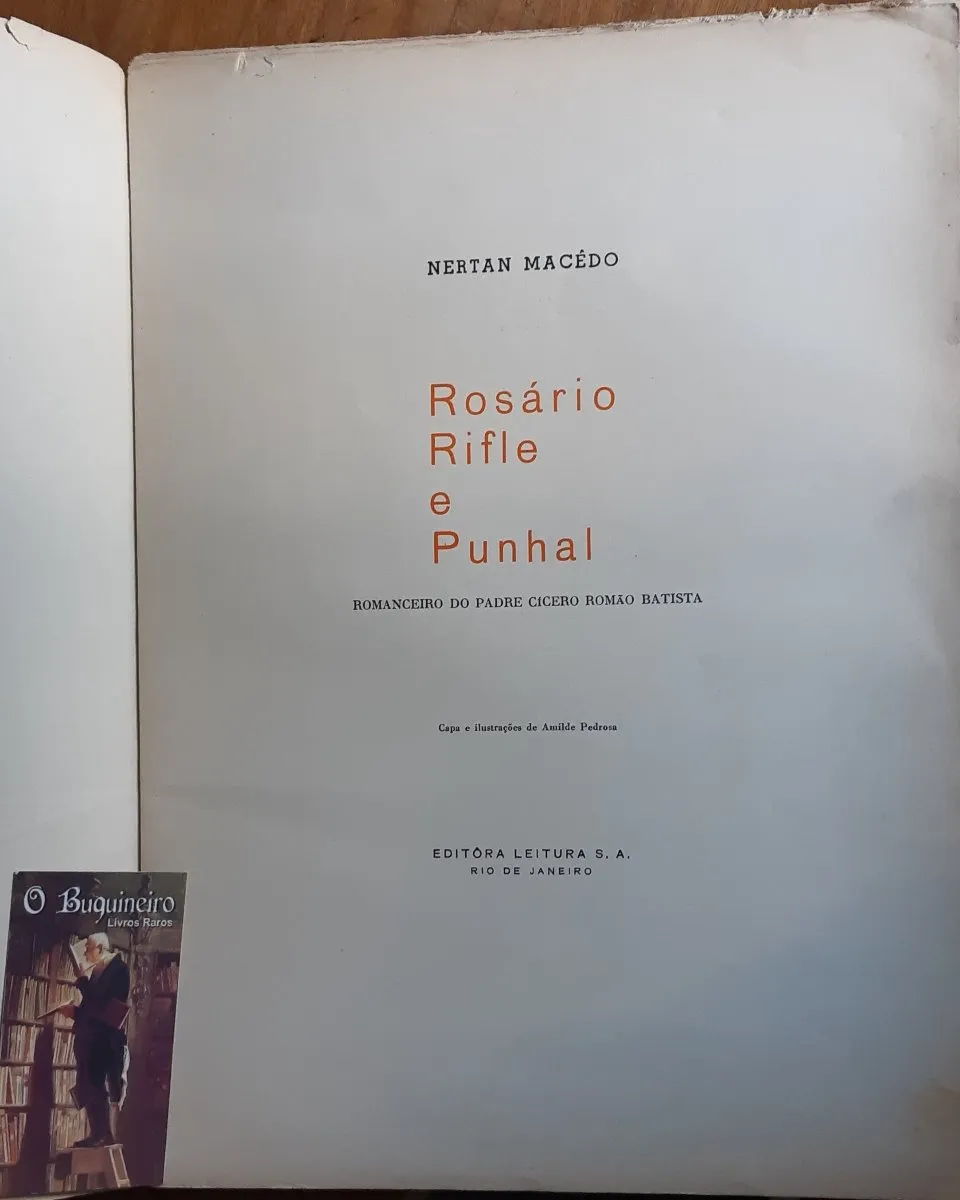 NERTAN MACÊDO
Rosário
Rifle
e
Punhal
ROMANCEIRO DO PADRE CÍCERO ROMÃO BATISTA
Capa e ilustrações de Amilde Pedrosa
EDITÔRA LEITURA S. A.
RIO DE JANEIRO
O Buquineiro
Livros Raros